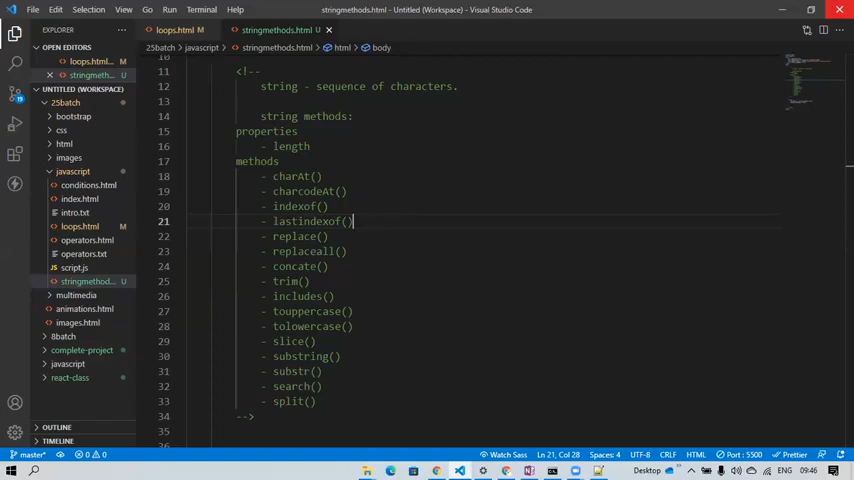 File Edit Selection View Go Run Terminal Help
stringmethods.html - Untitled (Workspace) - Visual Studio Code
EXPLORER ...
loops.html M
stringmethods.html U
25batch > javascript > stringmethods.html > html > body
OPEN EDITORS
loops.html...
stringmeth... U
UNTITLED (WORKSPACE)
25batch
bootstrap
css
html
images
javascript
conditions.html
index.html
intro.txt
loops.html M
operators.html
operators.txt
script.js
stringmethod... U
multimedia
animations.html
images.html
8batch
complete-project
javascript
react-class
OUTLINE
TIMELINE
19
10
11 <!--
12 string - sequence of characters.
13
14 string methods:
15 properties
16 - length
17 methods
18 - charAt()
19 - charcodeAt()
20 - indexof()
21 - lastindexof()
22 - replace()
23 - replaceall()
24 - concate()
25 - trim()
26 - includes()
27 - touppercase()
28 - tolowercase()
29 - slice()
30 - substring()
31 - substr()
32 - search()
33 - split()
34 -->
35
36
master* 0 0 Watch Sass Ln 21, Col 28 Spaces: 4 UTF-8 CRLF HTML Port : 5500 Prettier
Desktop ENG 09:46